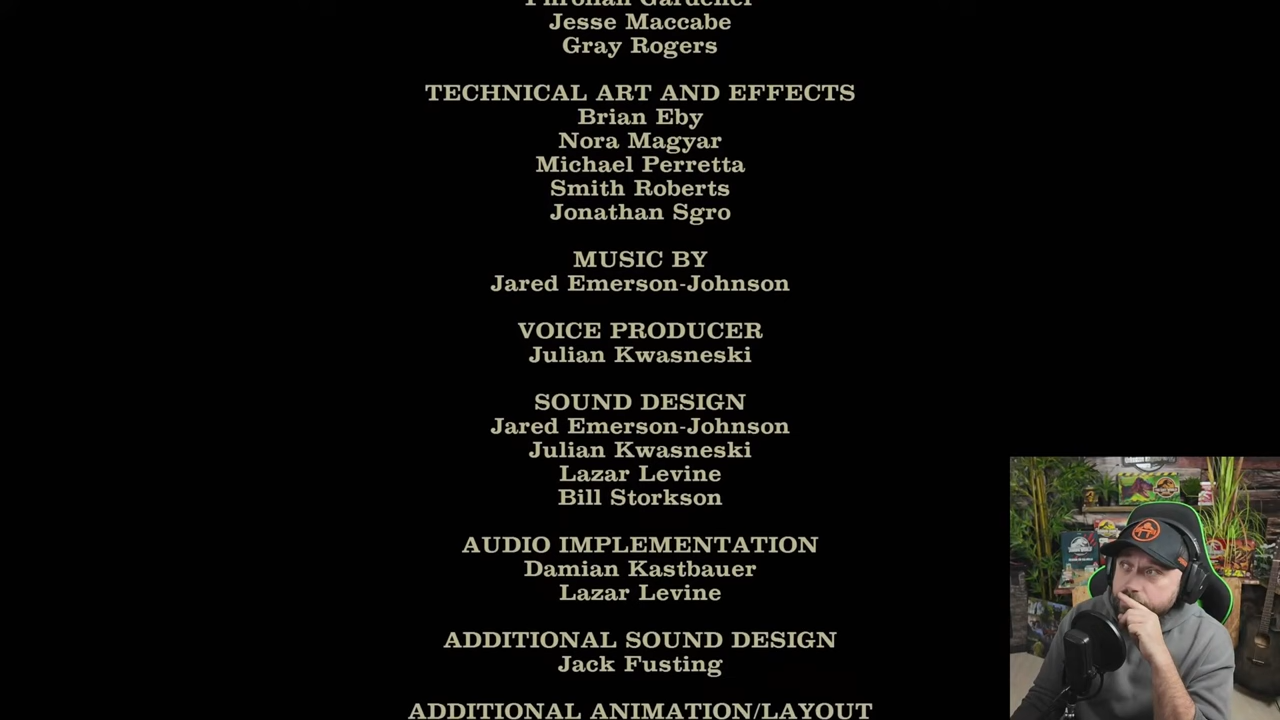 Jesse Maccabe
Gray Rogers
TECHNICAL ART AND EFFECTS
Brian Eby
Nora Magyar
Michael Perretta
Smith Roberts
Jonathan Sgro
MUSIC BY
Jared Emerson-Johnson
VOICE PRODUCER
Julian Kwasneski
SOUND DESIGN
Jared Emerson-Johnson
Julian Kwasneski
Lazar Levine
Bill Storkson
AUDIO IMPLEMENTATION
Damian Kastbauer
Lazar Levine
ADDITIONAL SOUND DESIGN
Jack Fusting
ADDITIONAL ANIMATION/LAYOUT